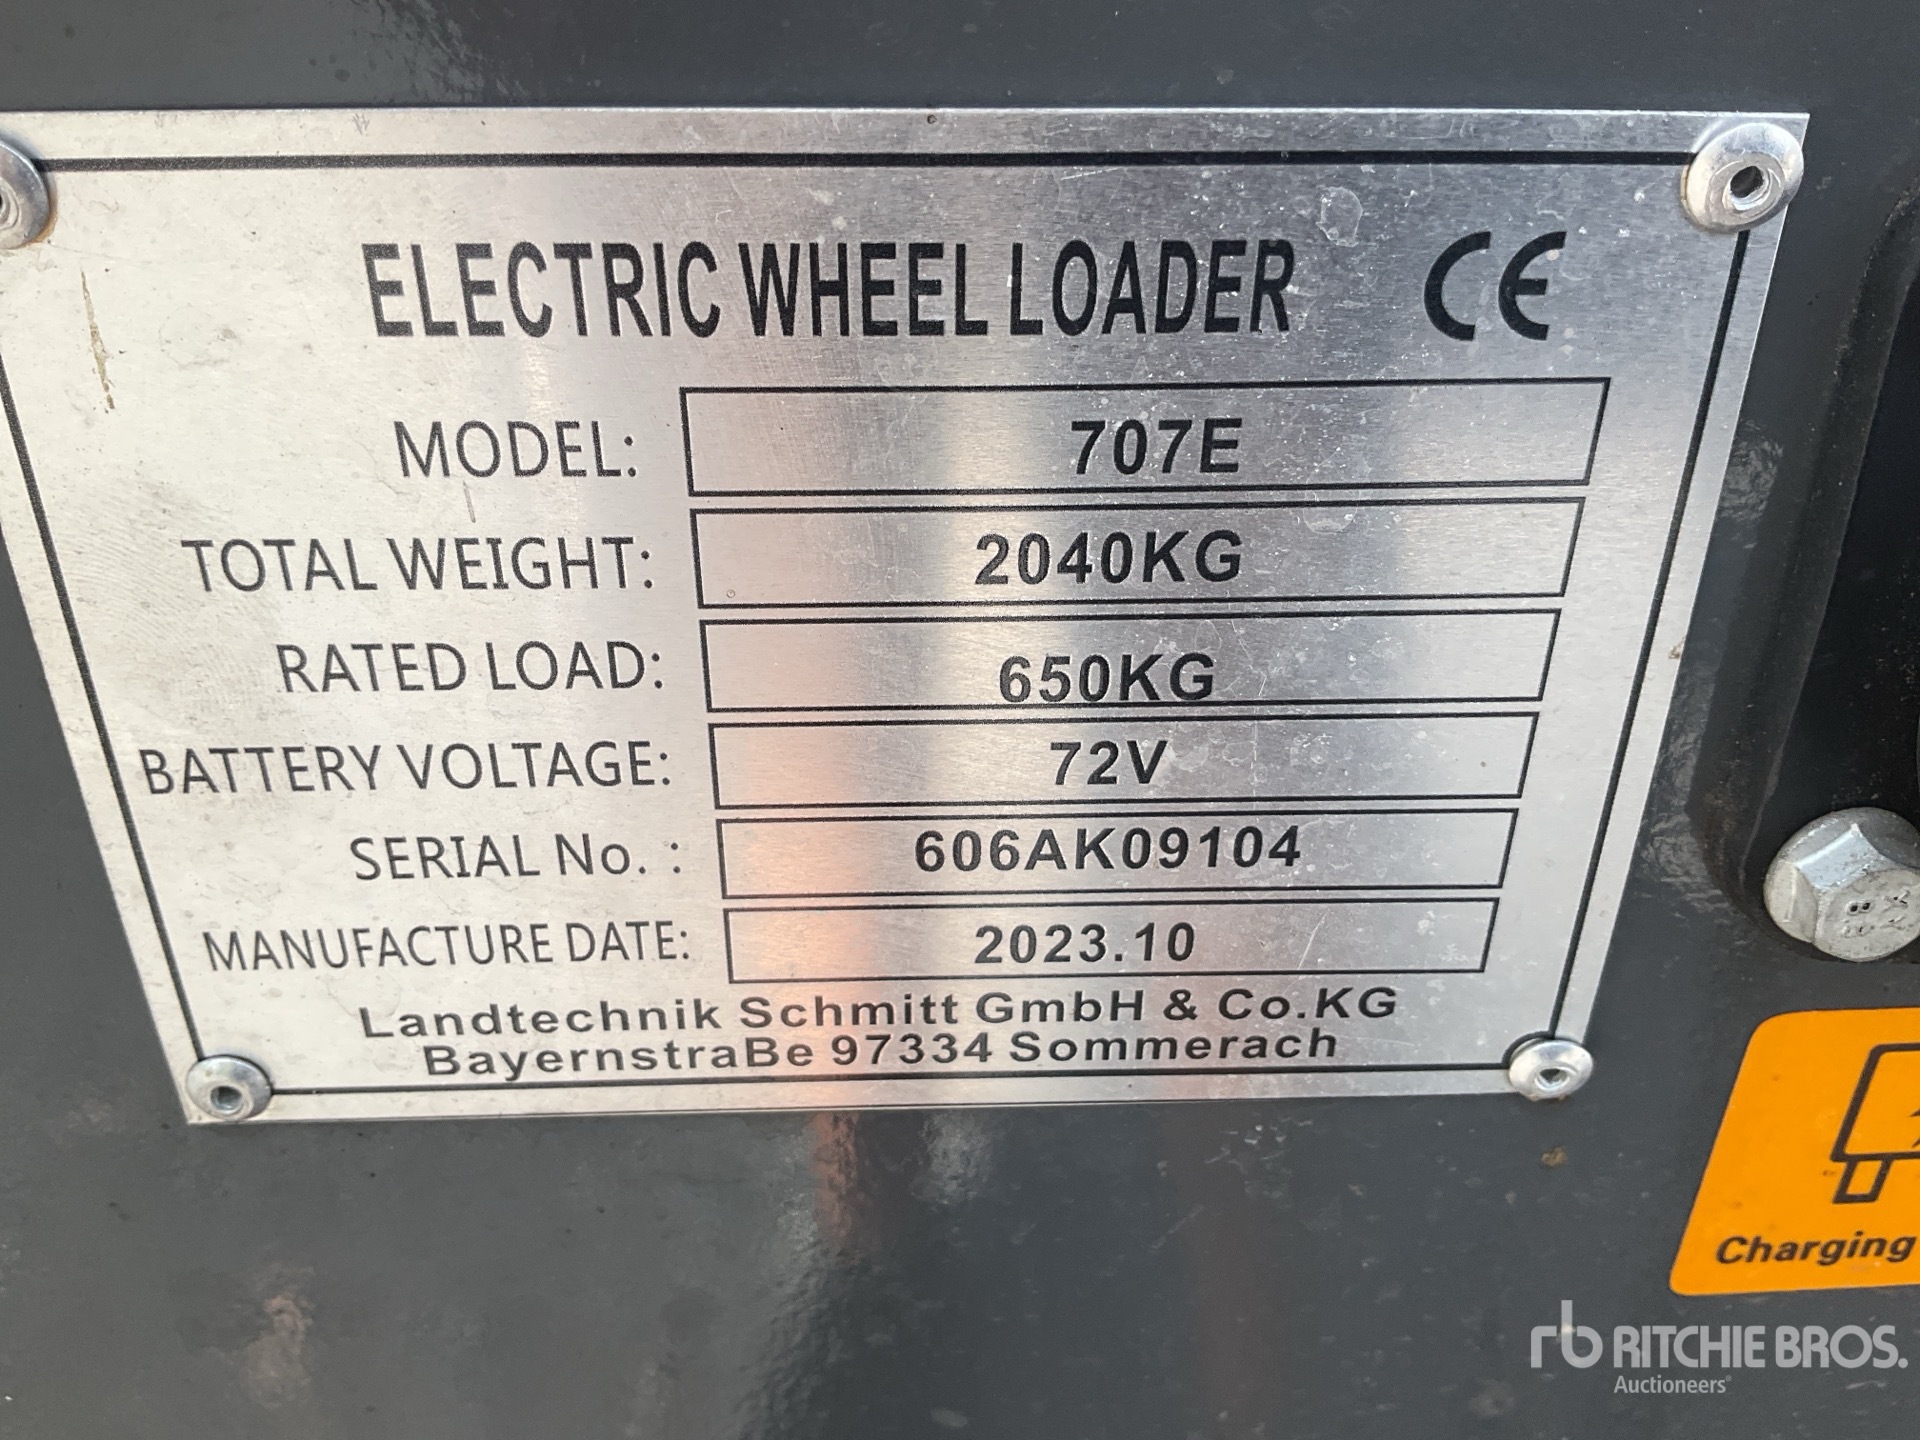 ELECTRIC WHEEL LOADER CE
MODEL: 707E
TOTAL WEIGHT: 2040KG
RATED LOAD: 650KG
BATTERY VOLTAGE: 72V
SERIAL No. : 606AK09104
MANUFACTURE DATE: 2023.10
Landtechnik Schmitt GmbH & Co.KG
BayernstraBe 97334 Sommerach
Charging
rb RITCHIE BROS.
Auctioneers